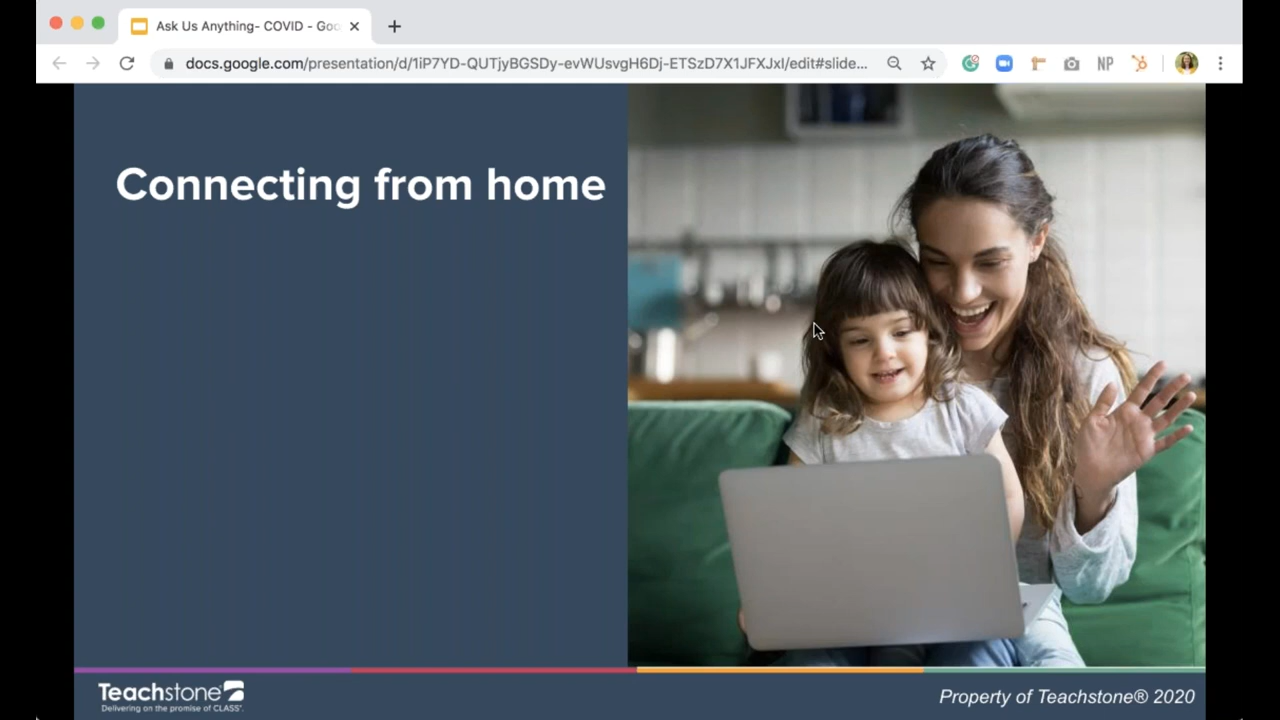 Ask Us Anything- COVID - Goo
docs.google.com/presentation/d/1iP7YD-QUTjyBGSDy-evWUsvgH6Dj-ETSzD7X1JFXJxI/edit#slide...
NP
Connecting from home
Teachstone®
Delivering on the promise of CLASS®.
Property of Teachstone® 2020